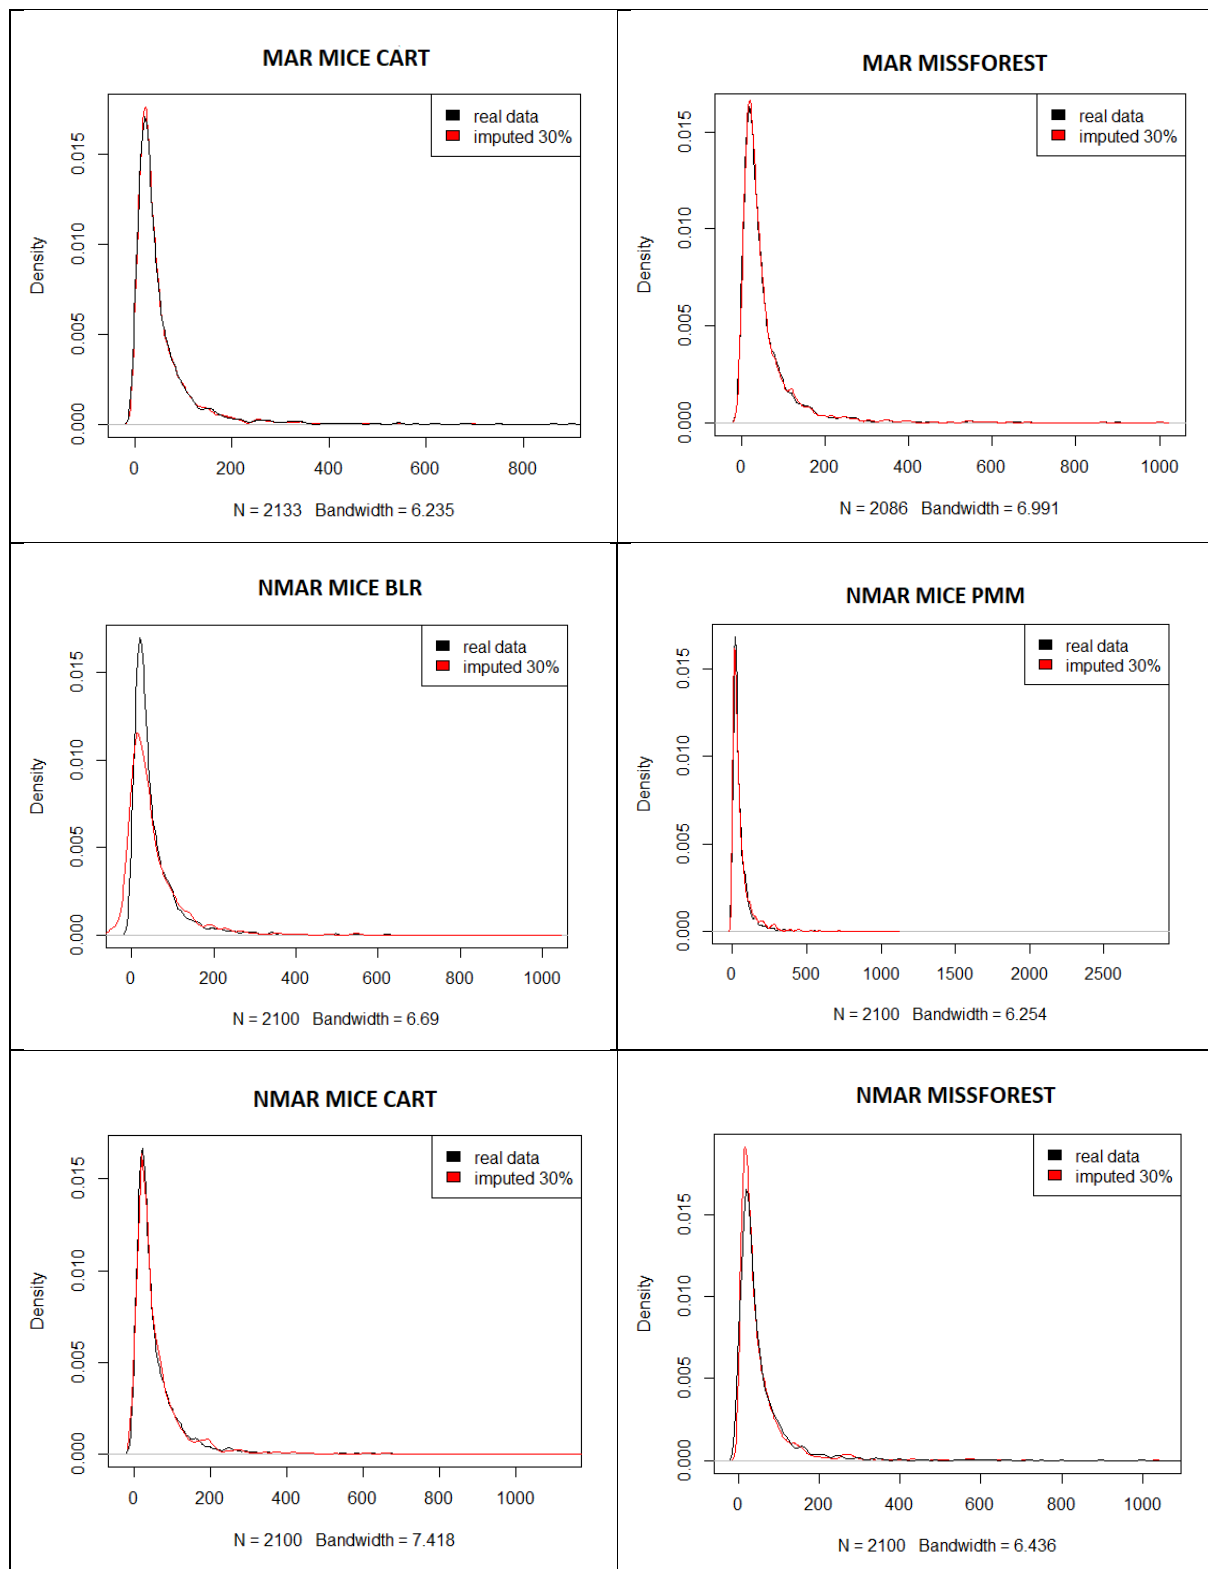 MAR MICE CART
real data
imputed 30%
Density
0.000 0.005 0.010 0.015
0 200 400 600 800
N = 2133 Bandwidth = 6.235
MAR MISSFOREST
real data
imputed 30%
Density
0.000 0.005 0.010 0.015
0 200 400 600 800 1000
N = 2086 Bandwidth = 6.991
NMAR MICE BLR
real data
imputed 30%
Density
0.000 0.005 0.010 0.015
0 200 400 600 800 1000
N = 2100 Bandwidth = 6.69
NMAR MICE PMM
real data
imputed 30%
Density
0.000 0.005 0.010 0.015
0 500 1000 1500 2000 2500
N = 2100 Bandwidth = 6.254
NMAR MICE CART
real data
imputed 30%
Density
0.000 0.005 0.010 0.015
0 200 400 600 800 1000
N = 2100 Bandwidth = 7.418
NMAR MISSFOREST
real data
imputed 30%
Density
0.000 0.005 0.010 0.015
0 200 400 600 800 1000
N = 2100 Bandwidth = 6.436